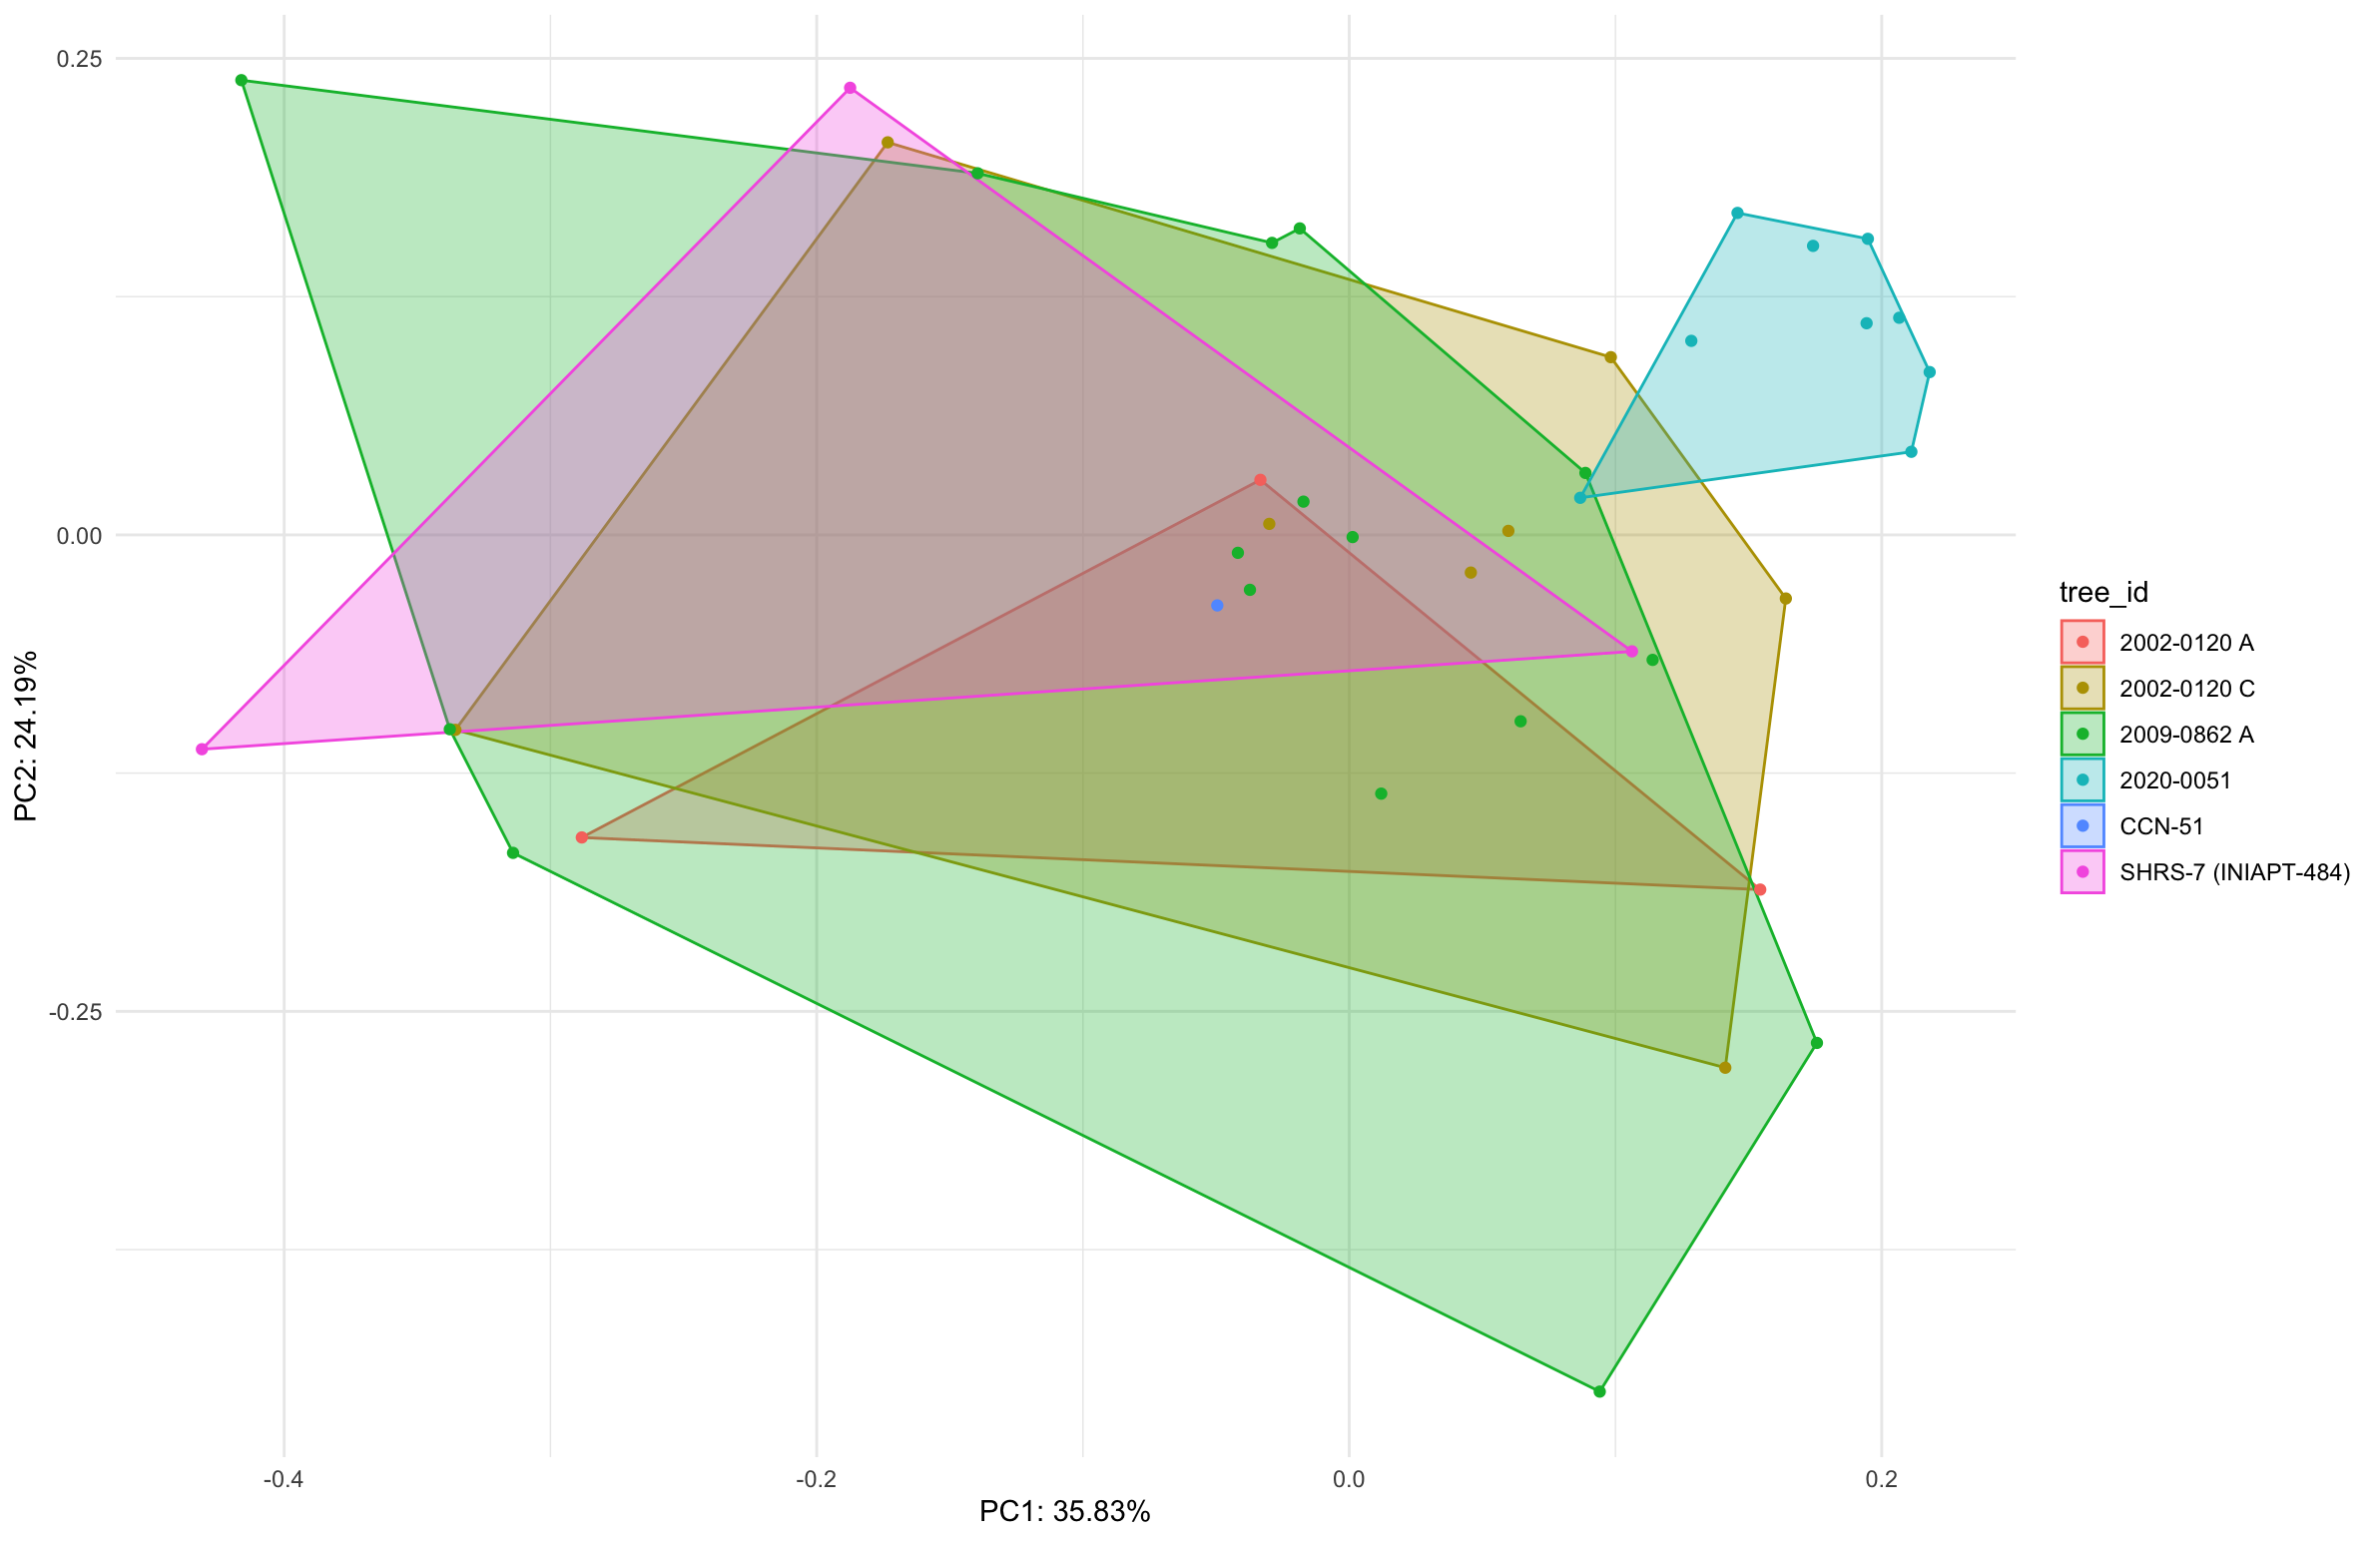 0.25
0.00
-0.25
PC2: 24.19%
-0.4
-0.2
0.0
0.2
PC1: 35.83%
tree_id
2002-0120 A
2002-0120 C
2009-0862 A
2020-0051
CCN-51
SHRS-7 (INIAPT-484)